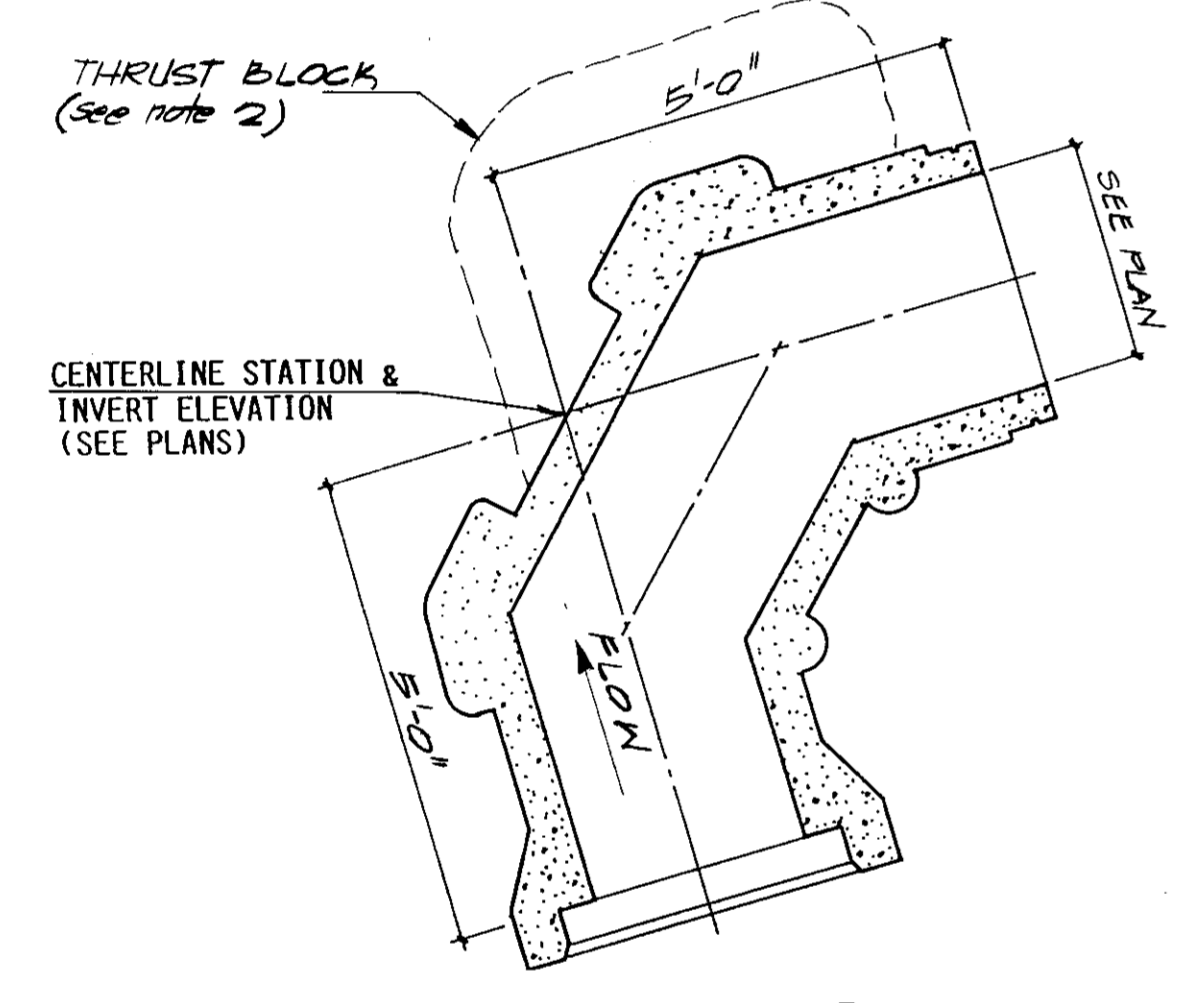 THRUST BLOCK
(see note 2)
5'-0"
SEE PLAN
CENTERLINE STATION &
INVERT ELEVATION
(SEE PLANS)
FLOW
5'-0"